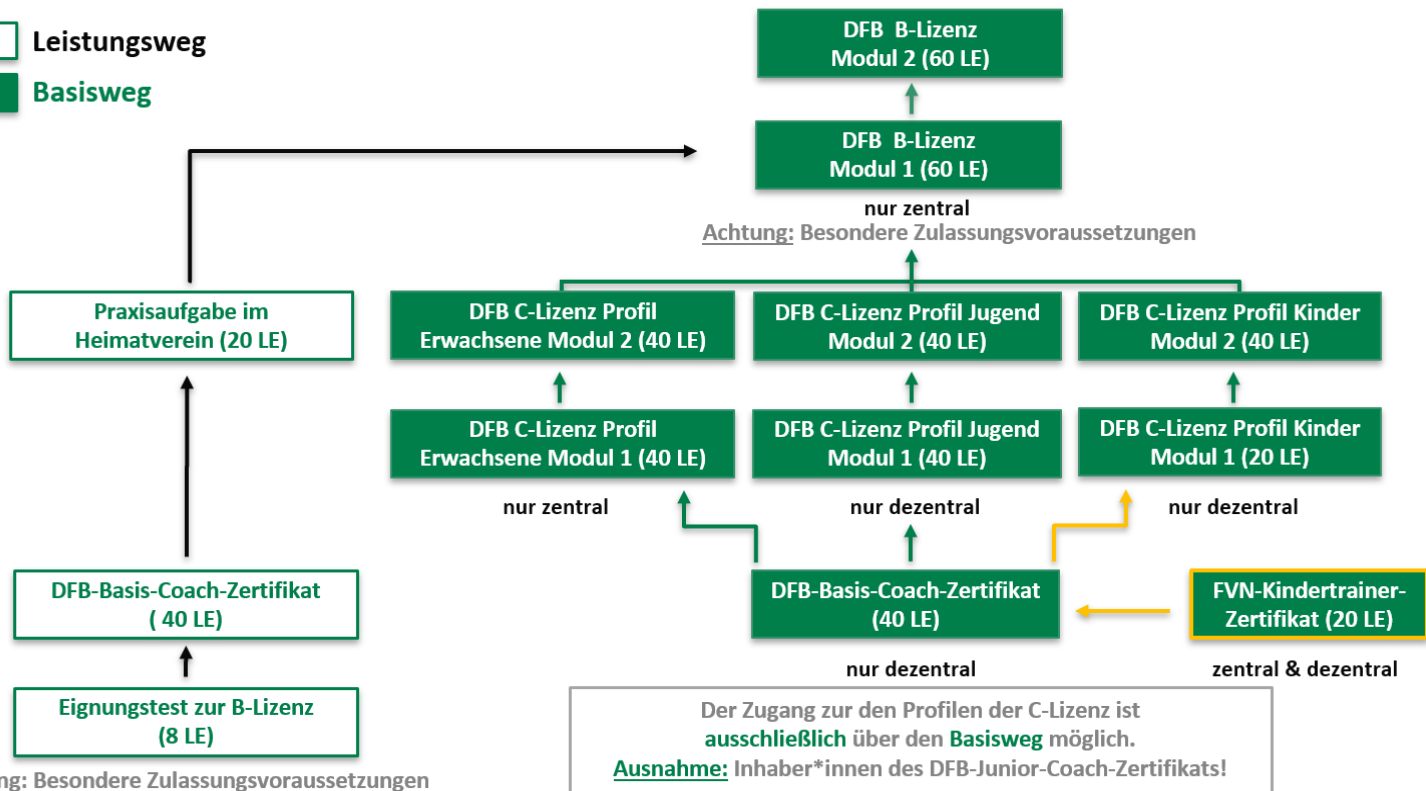 Leistungsweg
Basisweg
DFB B-Lizenz
Modul 2 (60 LE)
DFB B-Lizenz
Modul 1 (60 LE)
nur zentral
Achtung: Besondere Zulassungsvoraussetzungen
Praxisaufgabe im
Heimatverein (20 LE)
DFB C-Lizenz Profil
Erwachsene Modul 2 (40 LE)
DFB C-Lizenz Profil Jugend
Modul 2 (40 LE)
DFB C-Lizenz Profil Kinder
Modul 2 (40 LE)
DFB C-Lizenz Profil
Erwachsene Modul 1 (40 LE)
DFB C-Lizenz Profil Jugend
Modul 1 (40 LE)
DFB C-Lizenz Profil Kinder
Modul 1 (20 LE)
nur zentral
nur dezentral
nur dezentral
DFB-Basis-Coach-Zertifikat
( 40 LE)
DFB-Basis-Coach-Zertifikat
(40 LE)
FVN-Kindertrainer-
Zertifikat (20 LE)
nur dezentral
zentral & dezentral
Eignungstest zur B-Lizenz
(8 LE)
ng: Besondere Zulassungsvoraussetzungen
Der Zugang zur den Profilen der C-Lizenz ist
ausschließlich über den Basisweg möglich.
Ausnahme: Inhaber*innen des DFB-Junior-Coach-Zertifikats!